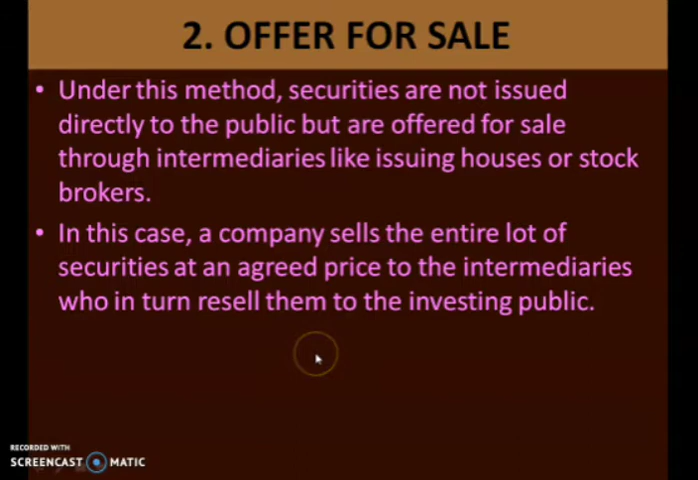 2. OFFER FOR SALE
• Under this method, securities are not issued
directly to the public but are offered for sale
through intermediaries like issuing houses or stock
brokers.
• In this case, a company sells the entire lot of
securities at an agreed price to the intermediaries
who in turn resell them to the investing public.
RECORDED WITH
SCREENCAST MATIC